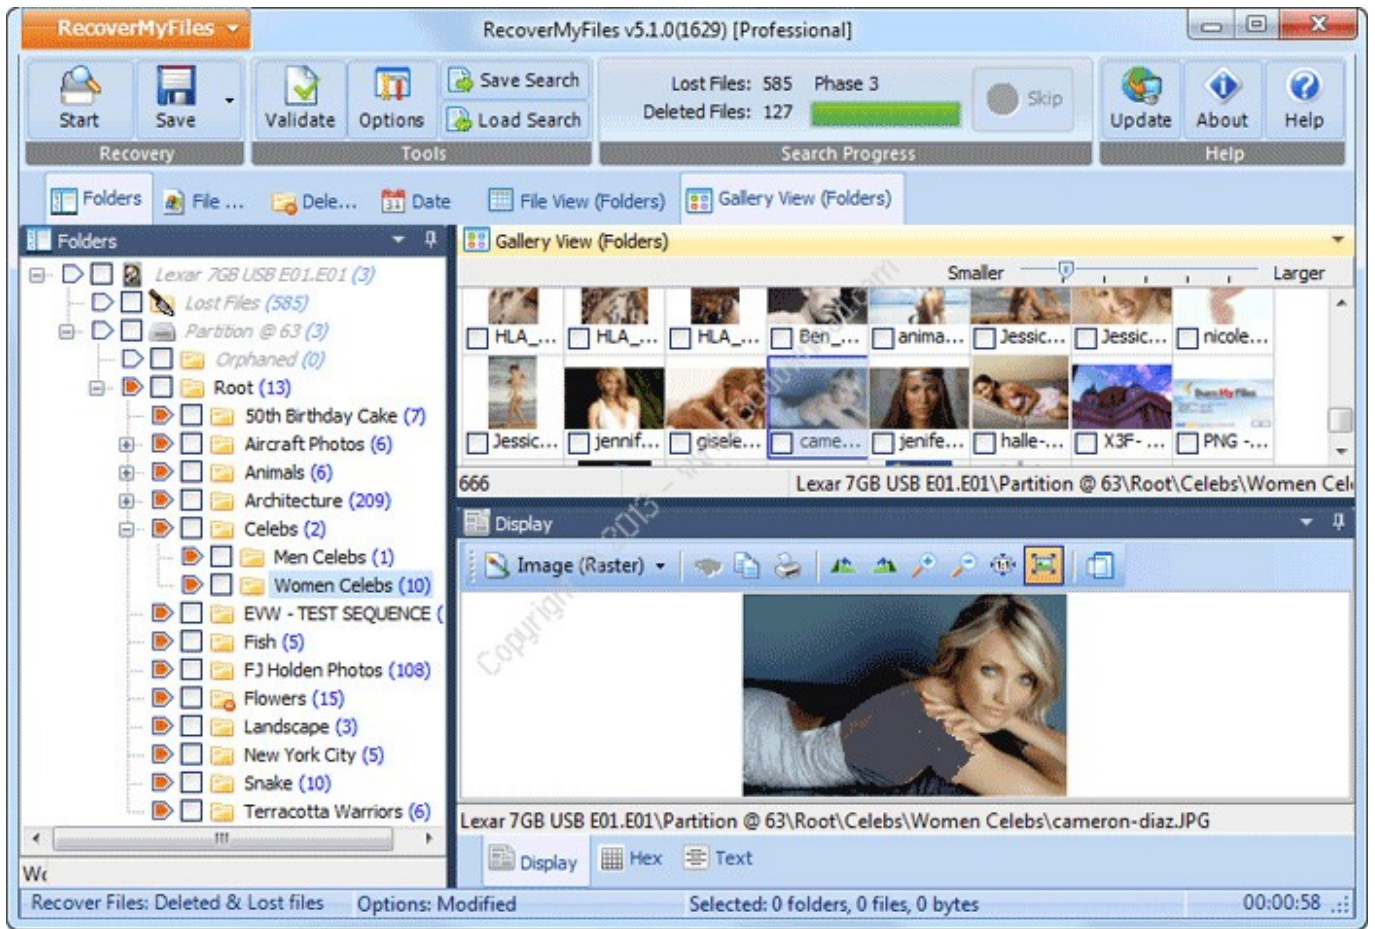 RecoverMyFiles
RecoverMyFiles v5.1.0(1629) [Professional]
Start
Save
Validate
Options
Save Search
Load Search
Lost Files: 585 Phase 3
Deleted Files: 127
Skip
Update
About
Help
Recovery
Tools
Search Progress
Help
Folders
File ...
Dele...
Date
File View (Folders)
Gallery View (Folders)
Folders
Lexar 7GB USB E01.E01 (3)
Lost Files (585)
Partition @ 63 (3)
Orphaned (0)
Root (13)
50th Birthday Cake (7)
Aircraft Photos (6)
Animals (6)
Architecture (209)
Celebs (2)
Men Celebs (1)
Women Celebs (10)
EVW - TEST SEQUENCE (
Fish (5)
FJ Holden Photos (108)
Flowers (15)
Landscape (3)
New York City (5)
Snake (10)
Terracotta Warriors (6)
Gallery View (Folders)
Smaller
Larger
HLA_...
HLA_...
HLA_...
Ben_...
anima...
Jessic...
Jessic...
nicole...
Jessic...
jennif...
gisele...
came...
jenife...
halle-...
X3F- ...
PNG -...
666
Lexar 7GB USB E01.E01\Partition @ 63\Root\Celebs\Women Cel
Display
Image (Raster)
1:1
Copyright © 2013 -
Lexar 7GB USB E01.E01\Partition @ 63\Root\Celebs\Women Celebs\cameron-diaz.JPG
Display
Hex
Text
Recover Files: Deleted & Lost files
Options: Modified
Selected: 0 folders, 0 files, 0 bytes
00:00:58